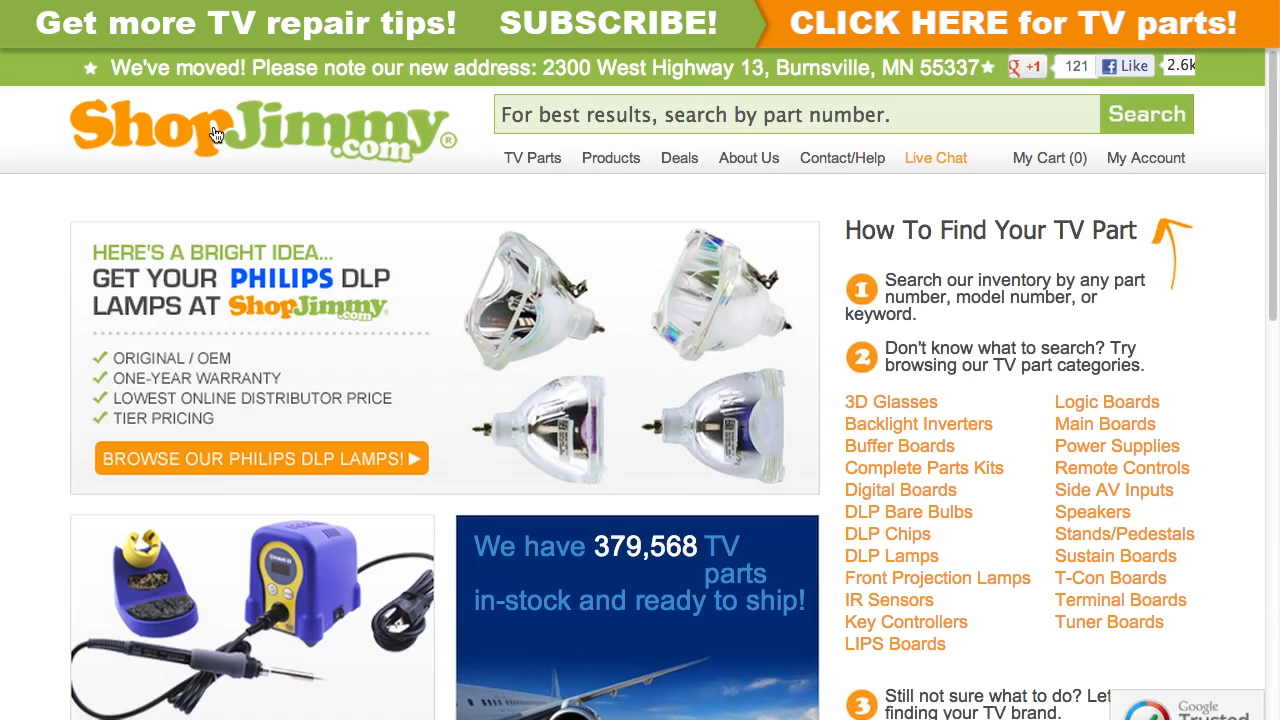 Get more TV repair tips! SUBSCRIBE! CLICK HERE for TV parts!
★ We've moved! Please note our new address: 2300 West Highway 13, Burnsville, MN 55337★ g +1 121 Like 2.6k
ShopJimmy.com®
For best results, search by part number. Search
TV Parts Products Deals About Us Contact/Help Live Chat My Cart (0) My Account
HERE'S A BRIGHT IDEA...
GET YOUR PHILIPS DLP
LAMPS AT ShopJimmy.com
✓ ORIGINAL / OEM
✓ ONE-YEAR WARRANTY
✓ LOWEST ONLINE DISTRIBUTOR PRICE
✓ TIER PRICING
BROWSE OUR PHILIPS DLP LAMPS! ▶
We have 379,568 TV
parts
in-stock and ready to ship!
How To Find Your TV Part
1 Search our inventory by any part
number, model number, or
keyword.
2 Don't know what to search? Try
browsing our TV part categories.
3D Glasses
Backlight Inverters
Buffer Boards
Complete Parts Kits
Digital Boards
DLP Bare Bulbs
DLP Chips
DLP Lamps
Front Projection Lamps
IR Sensors
Key Controllers
LIPS Boards
Logic Boards
Main Boards
Power Supplies
Remote Controls
Side AV Inputs
Speakers
Stands/Pedestals
Sustain Boards
T-Con Boards
Terminal Boards
Tuner Boards
3 Still not sure what to do? Let
finding your TV brand.
Google
Trusted